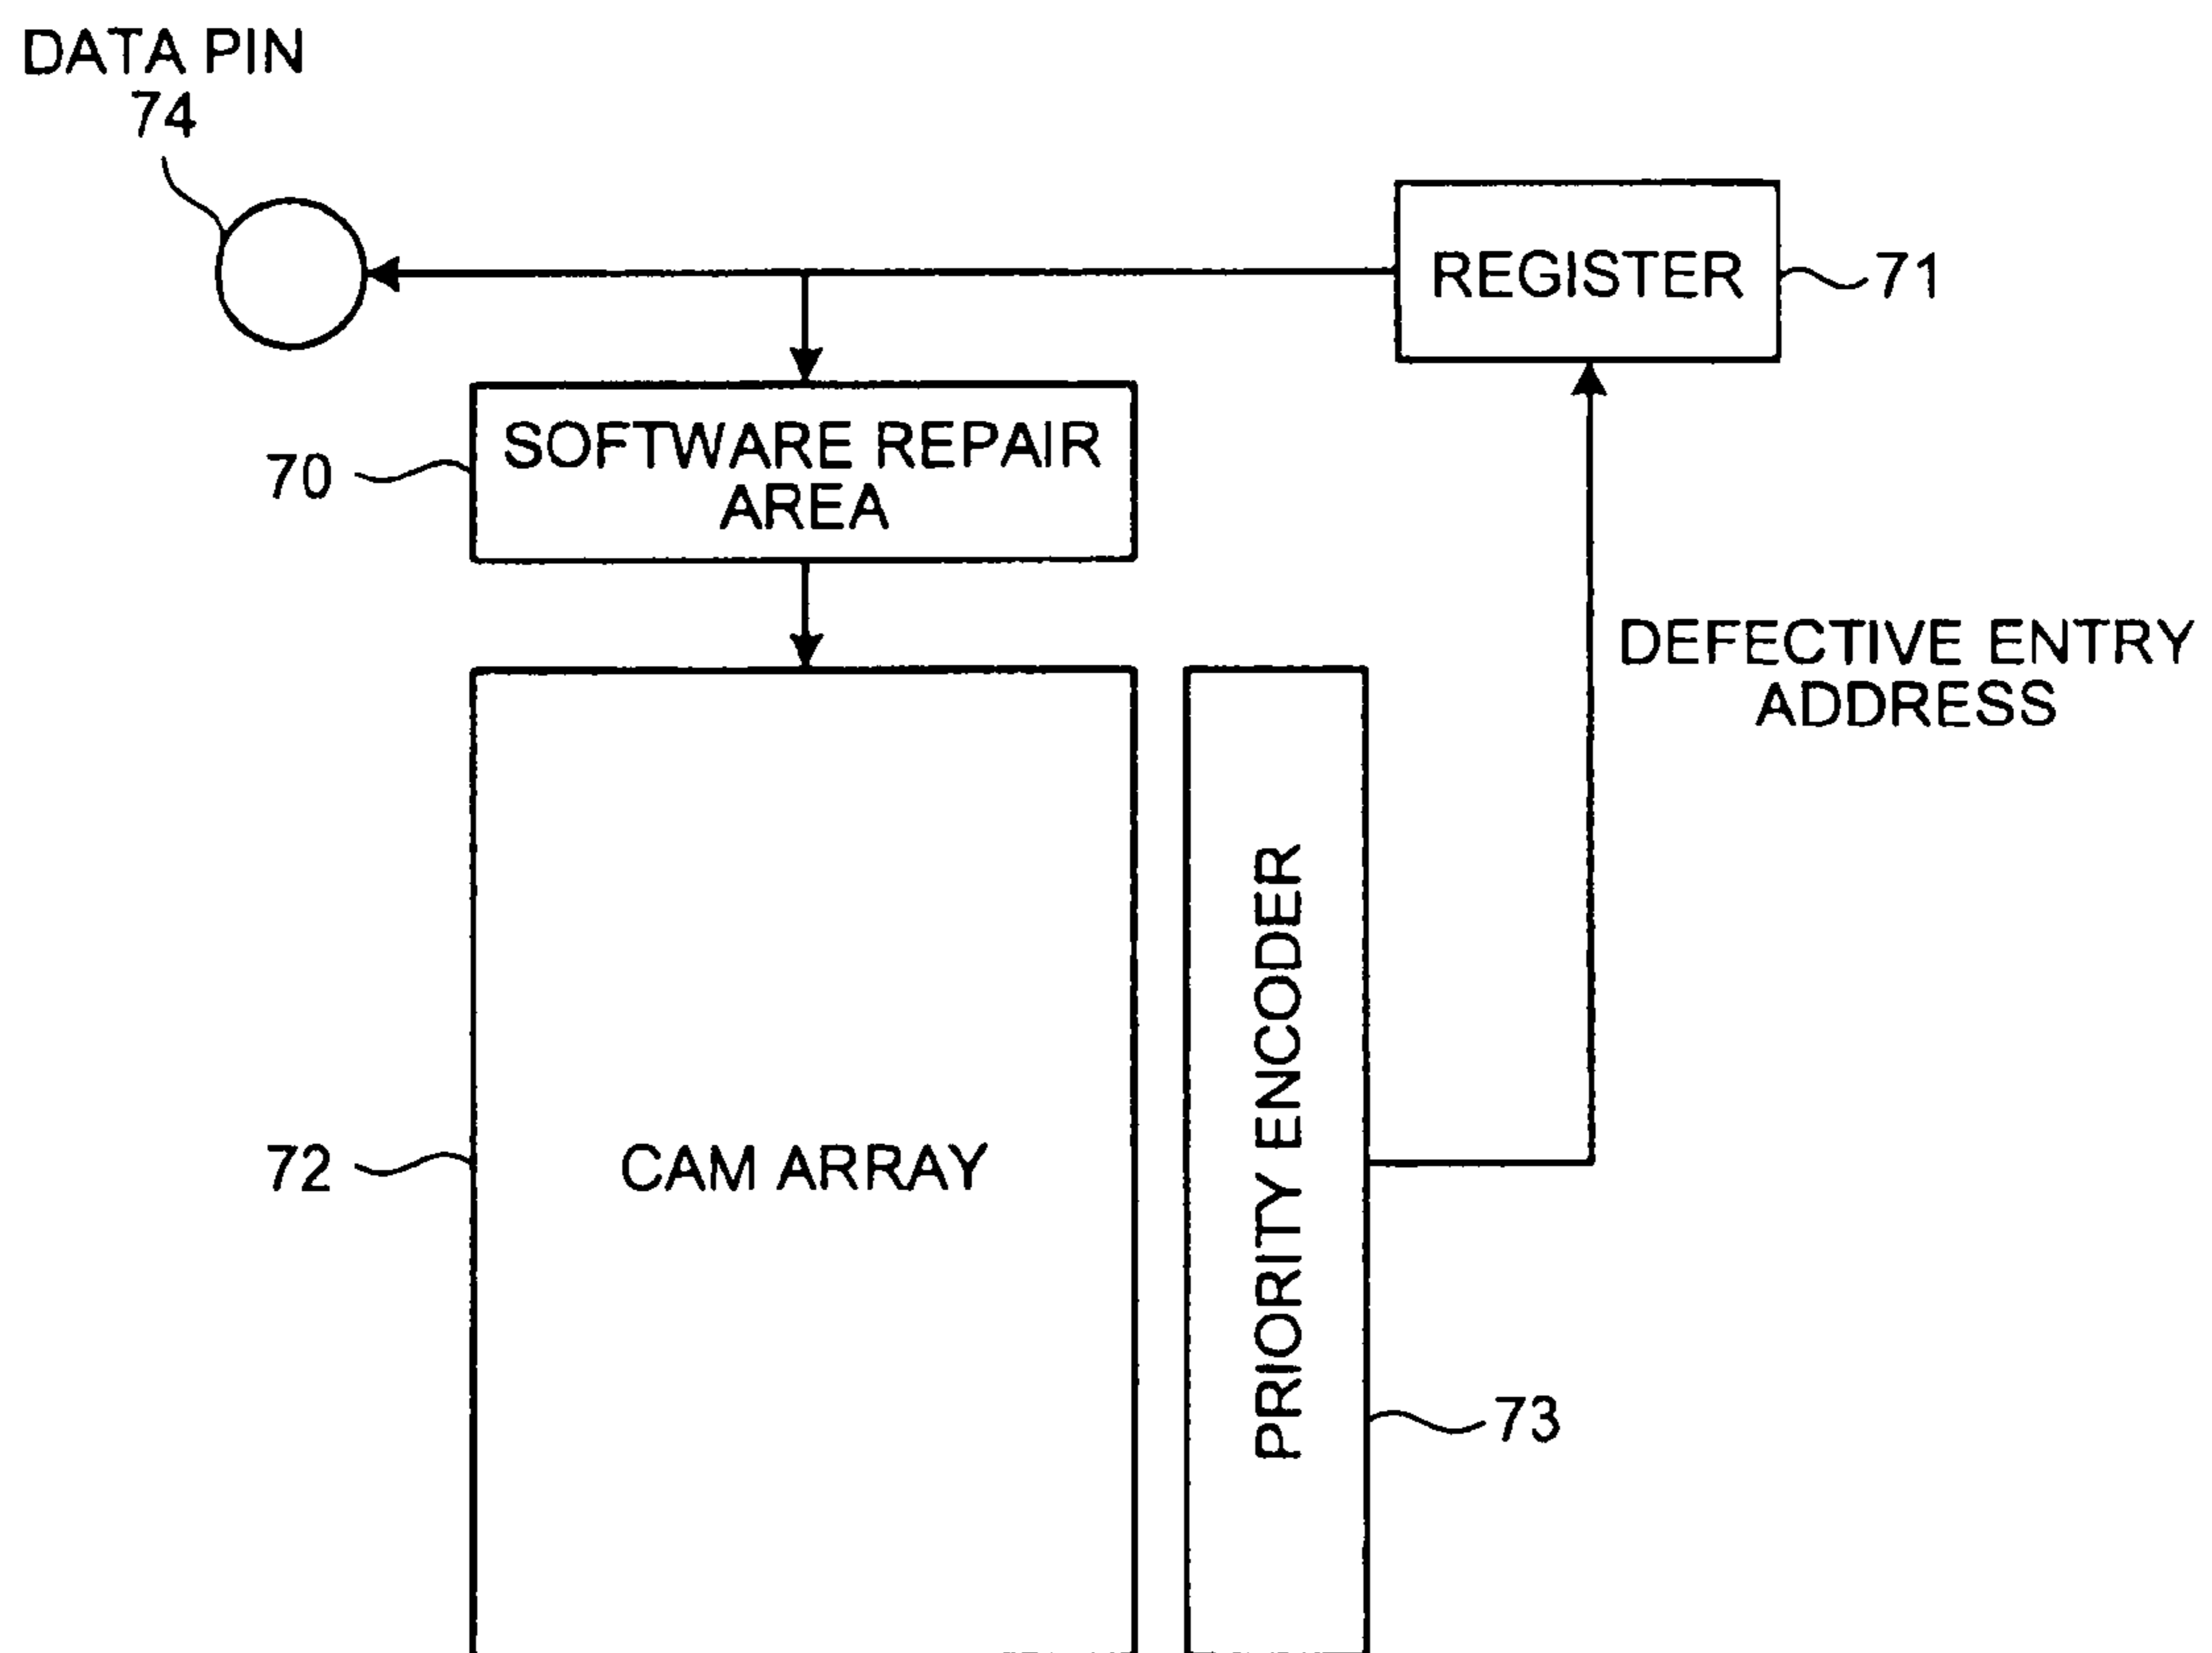 DATA PIN
74
REGISTER
71
SOFTWARE REPAIR
AREA
70
DEFECTIVE ENTRY
ADDRESS
72
CAM ARRAY
PRIORITY ENCODER
73